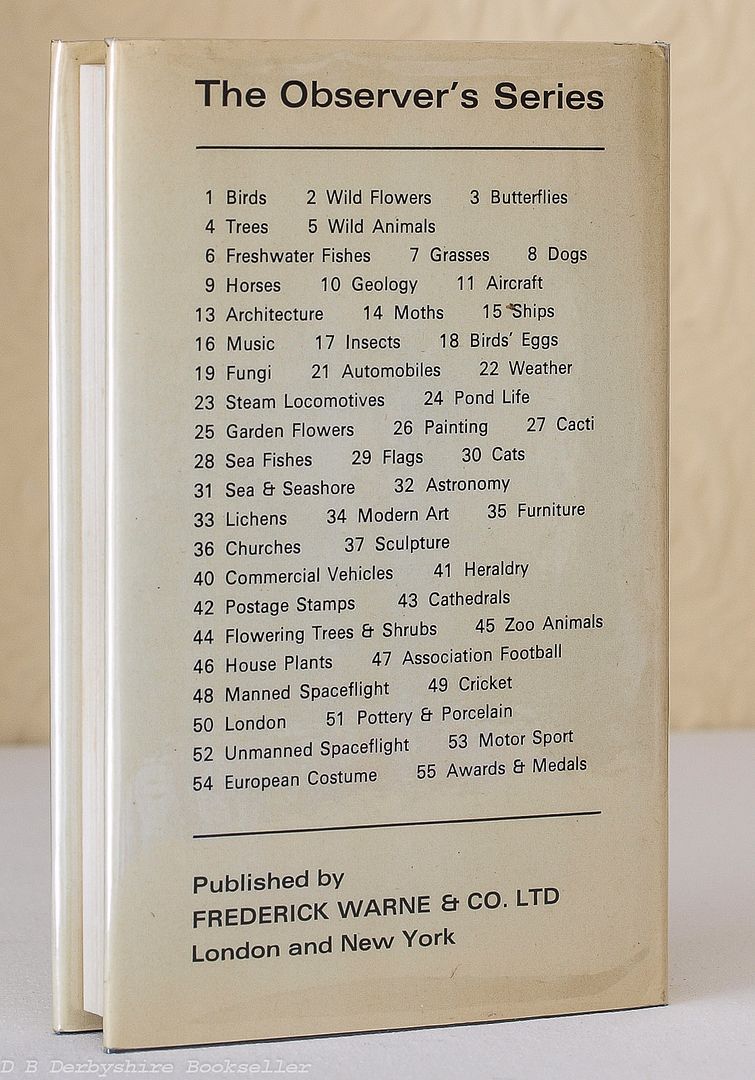 The Observer's Series
1 Birds 2 Wild Flowers 3 Butterflies
4 Trees 5 Wild Animals
6 Freshwater Fishes 7 Grasses 8 Dogs
9 Horses 10 Geology 11 Aircraft
13 Architecture 14 Moths 15 Ships
16 Music 17 Insects 18 Birds' Eggs
19 Fungi 21 Automobiles 22 Weather
23 Steam Locomotives 24 Pond Life
25 Garden Flowers 26 Painting 27 Cacti
28 Sea Fishes 29 Flags 30 Cats
31 Sea & Seashore 32 Astronomy
33 Lichens 34 Modern Art 35 Furniture
36 Churches 37 Sculpture
40 Commercial Vehicles 41 Heraldry
42 Postage Stamps 43 Cathedrals
44 Flowering Trees & Shrubs 45 Zoo Animals
46 House Plants 47 Association Football
48 Manned Spaceflight 49 Cricket
50 London 51 Pottery & Porcelain
52 Unmanned Spaceflight 53 Motor Sport
54 European Costume 55 Awards & Medals
Published by
FREDERICK WARNE & CO. LTD
London and New York
D B Derbyshire Bookseller